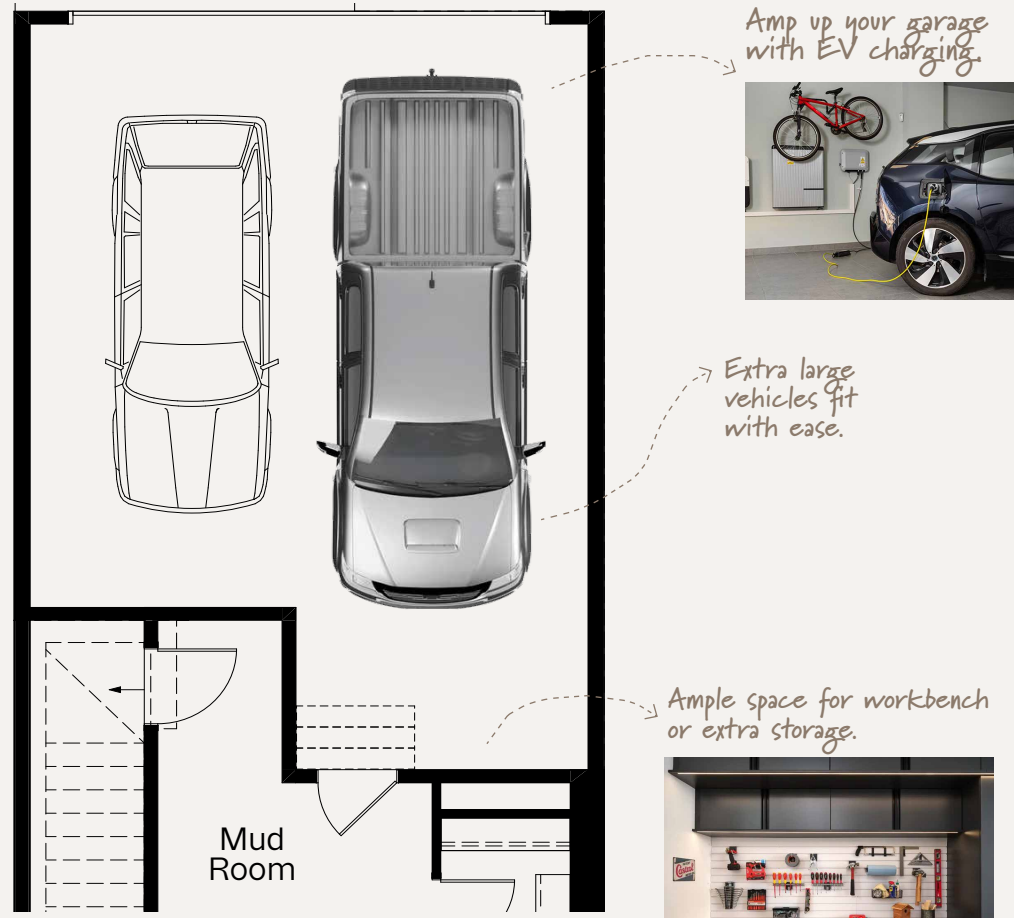 Amp up your garage
with EV charging.
Extra large
vehicles fit
with ease.
Ample space for workbench
or extra storage.
Mud
Room